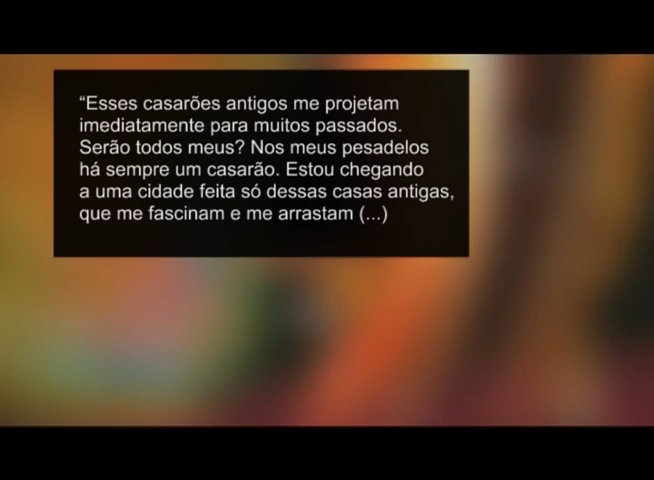 “Esses casarões antigos me projetam
imediatamente para muitos passados.
Serão todos meus? Nos meus pesadelos
há sempre um casarão. Estou chegando
a uma cidade feita só dessas casas antigas,
que me fascinam e me arrastam (...)